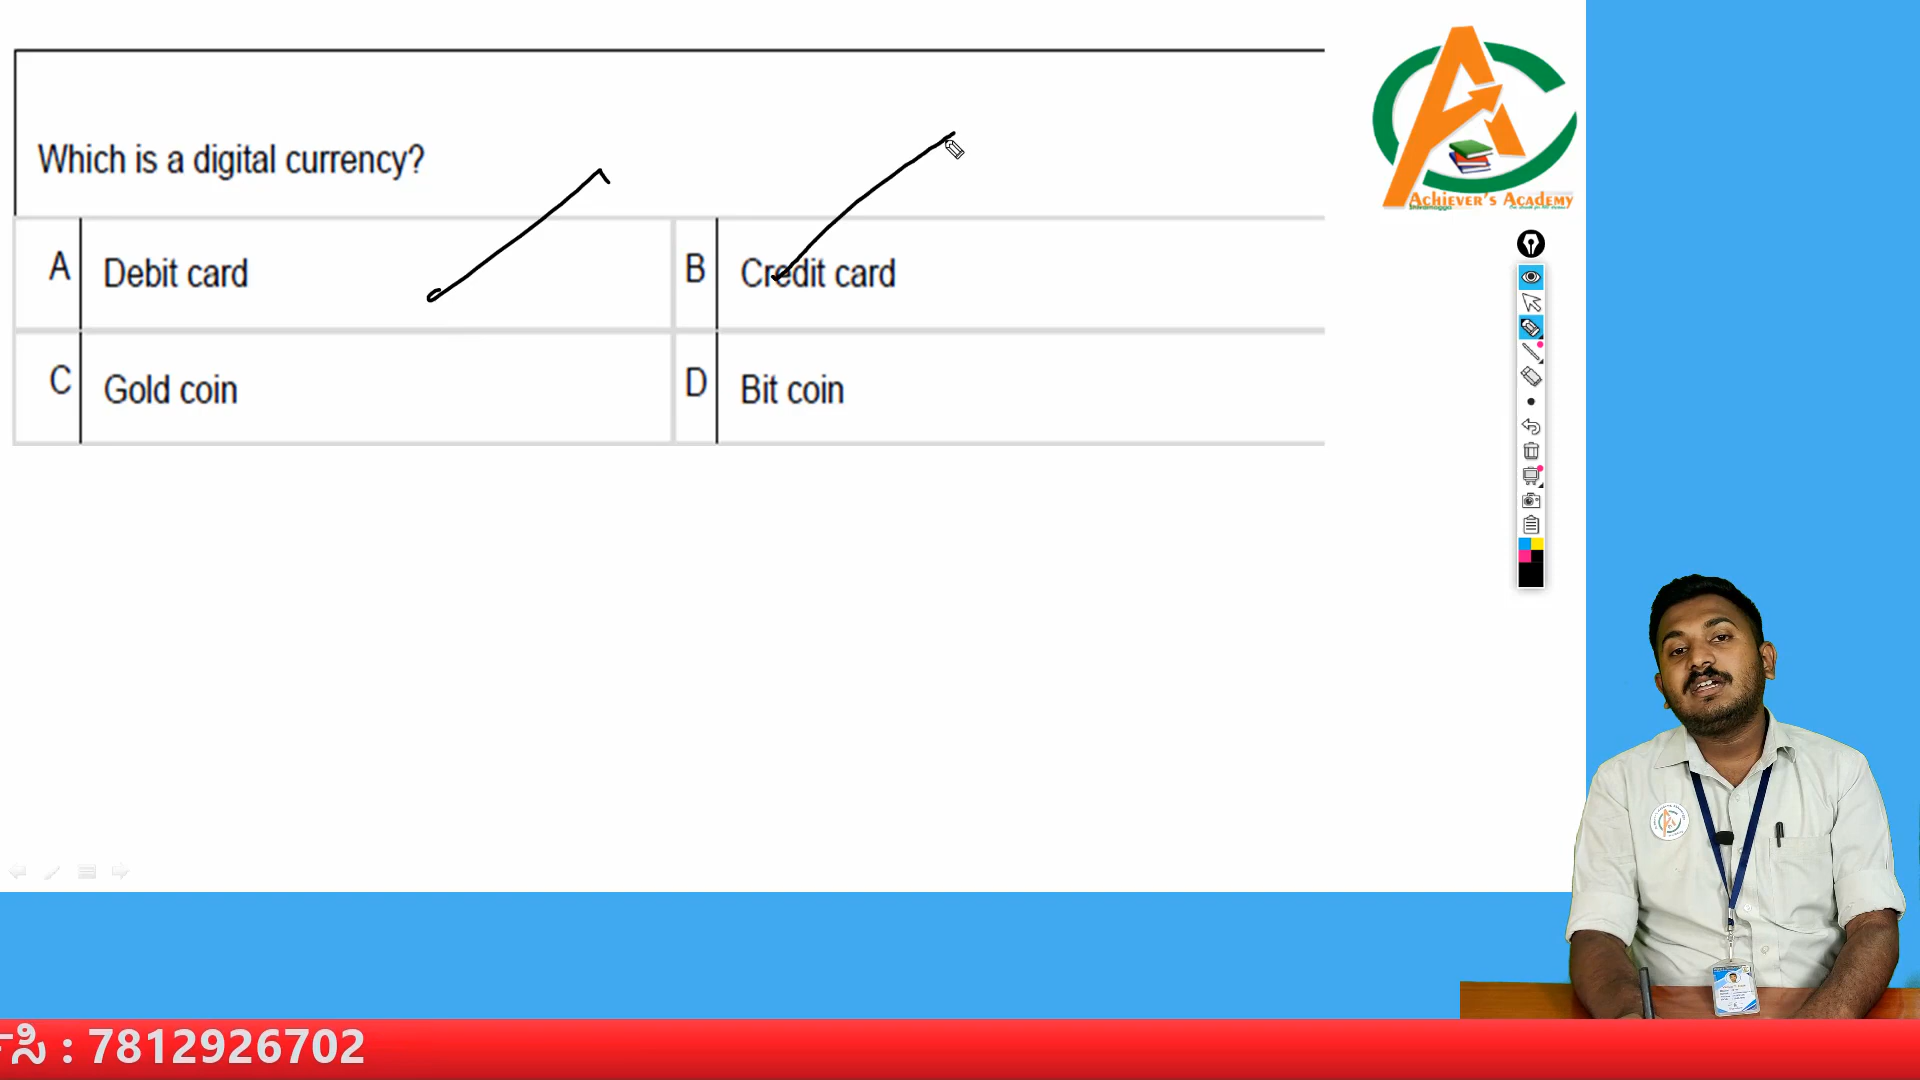 Which is a digital currency?
A Debit card
B Credit card
C Gold coin
D Bit coin
ACHIEVER'S ACADEMY
: 7812926702